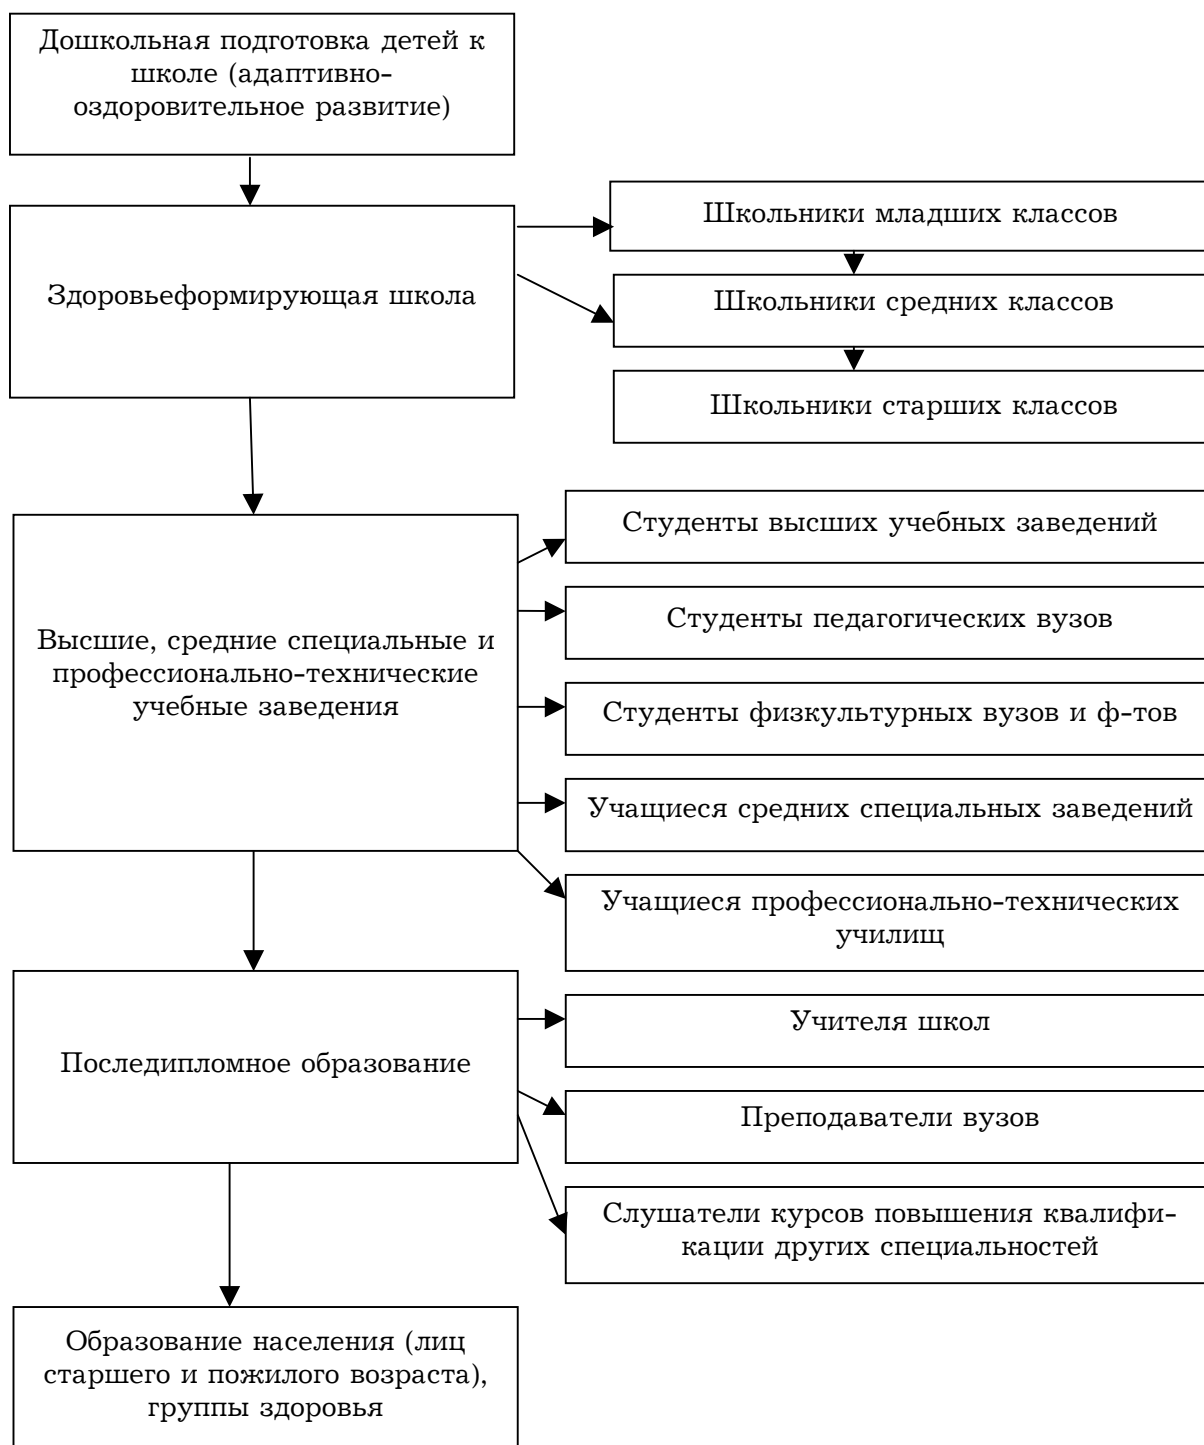 Дошкольная подготовка детей к
школе (адаптивно-
оздоровительное развитие)
Здоровьеформирующая школа
Школьники младших классов
Школьники средних классов
Школьники старших классов
Высшие, средние специальные и
профессионально-технические
учебные заведения
Студенты высших учебных заведений
Студенты педагогических вузов
Студенты физкультурных вузов и ф-тов
Учащиеся средних специальных заведений
Учащиеся профессионально-технических
училищ
Последипломное образование
Учителя школ
Преподаватели вузов
Слушатели курсов повышения квалифи-
кации других специальностей
Образование населения (лиц
старшего и пожилого возраста),
группы здоровья